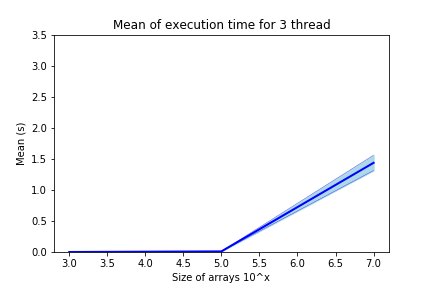 Mean of execution time for 3 thread
3.5
3.0
2.5
2.0
1.5
1.0
0.5
0.0
Mean (s)
3.0 3.5 4.0 4.5 5.0 5.5 6.0 6.5 7.0
Size of arrays 10^x